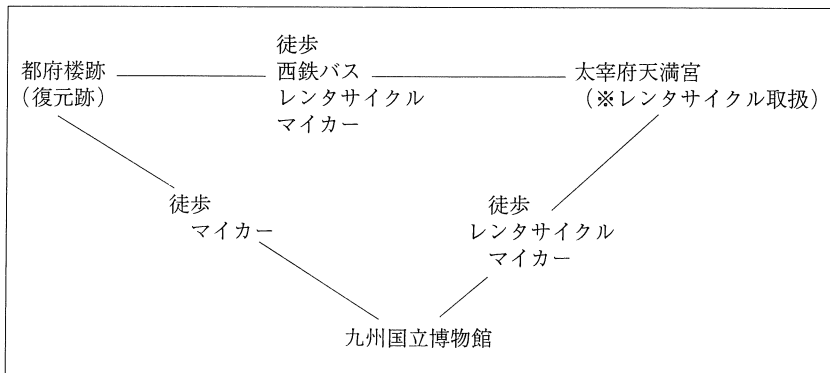 徒歩
都府楼跡 西鉄バス 太宰府天満宮
（復元跡） レンタサイクル （※レンタサイクル取扱）
マイカー
徒歩 徒歩
マイカー レンタサイクル
マイカー
九州国立博物館